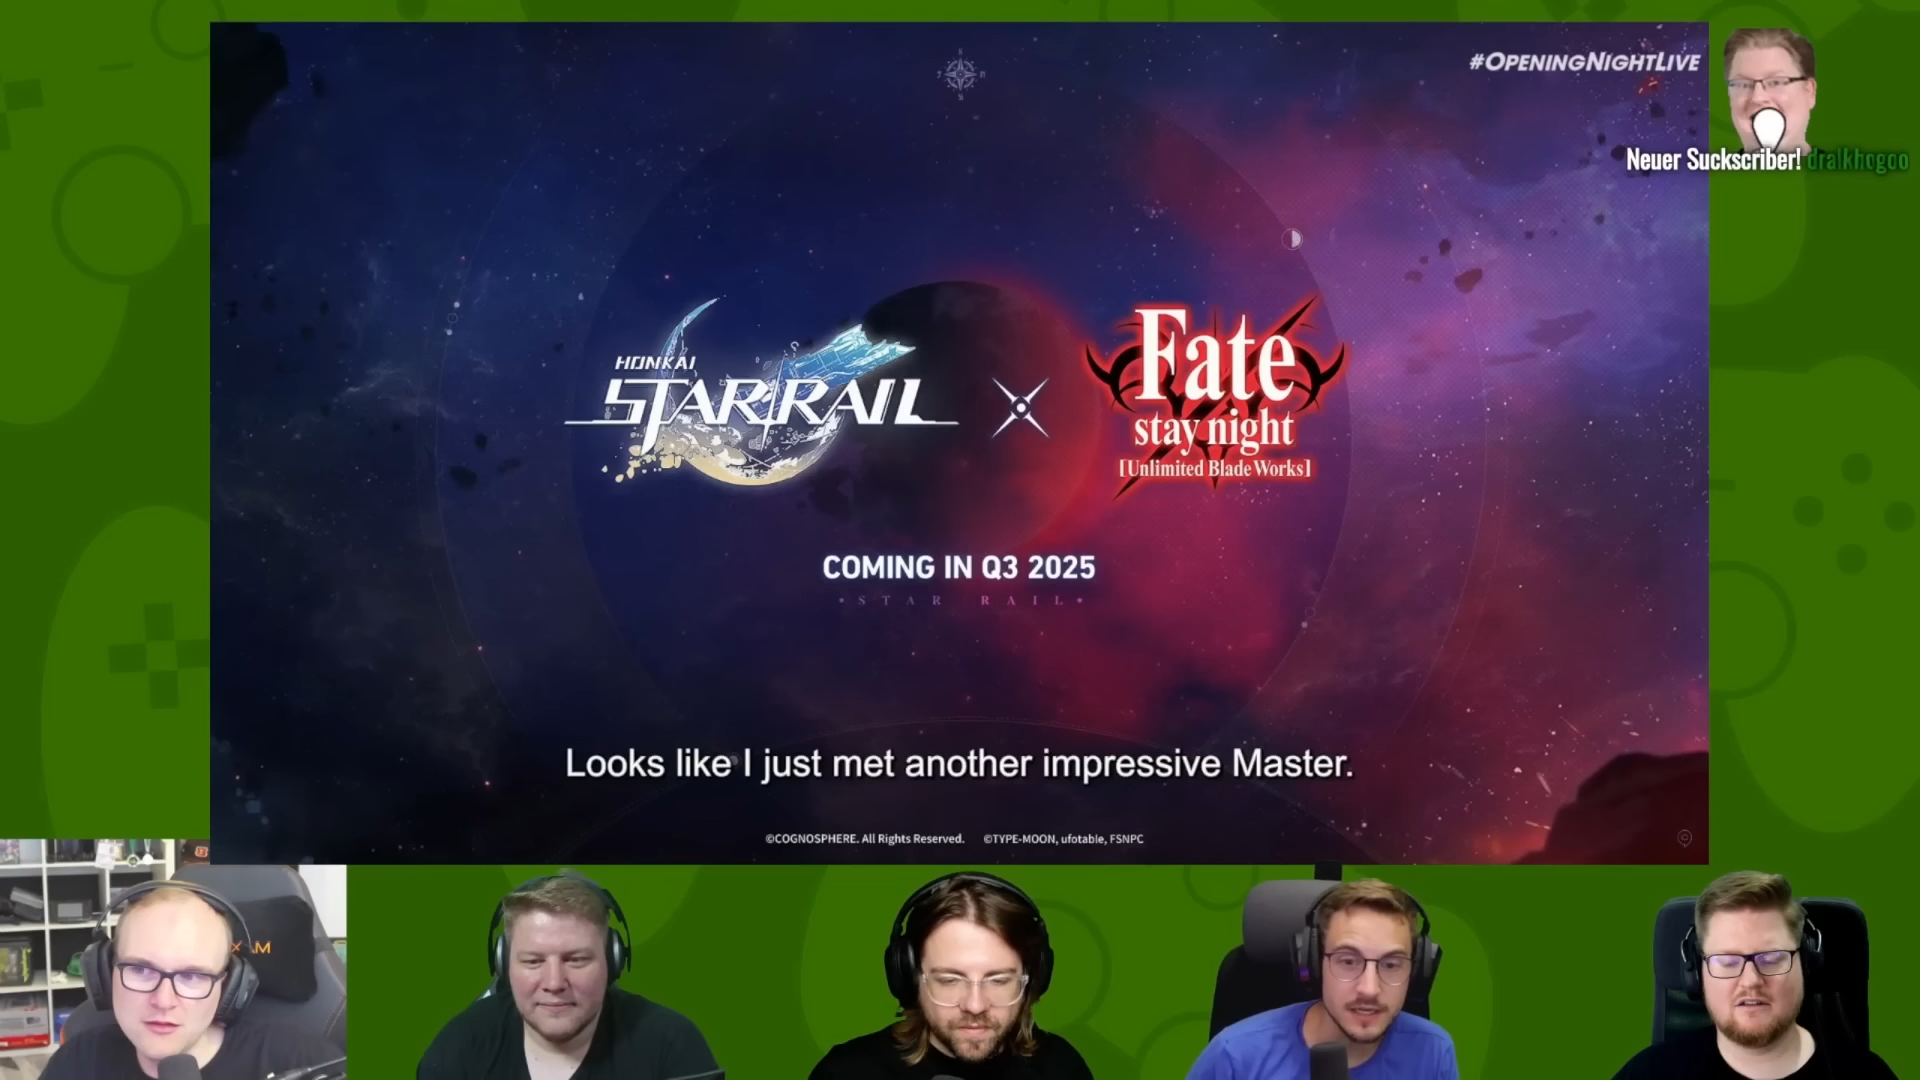 #OPENINGNIGHTLIVE
Neuer Suckscriber! dralkhogoo
HONKAI
STAR RAIL
Fate
stay night
[Unlimited Blade Works]
COMING IN Q3 2025
STAR RAIL
Looks like I just met another impressive Master.
©COGNOSPHERE. All Rights Reserved. ©TYPE-MOON, ufotable, FSNPC